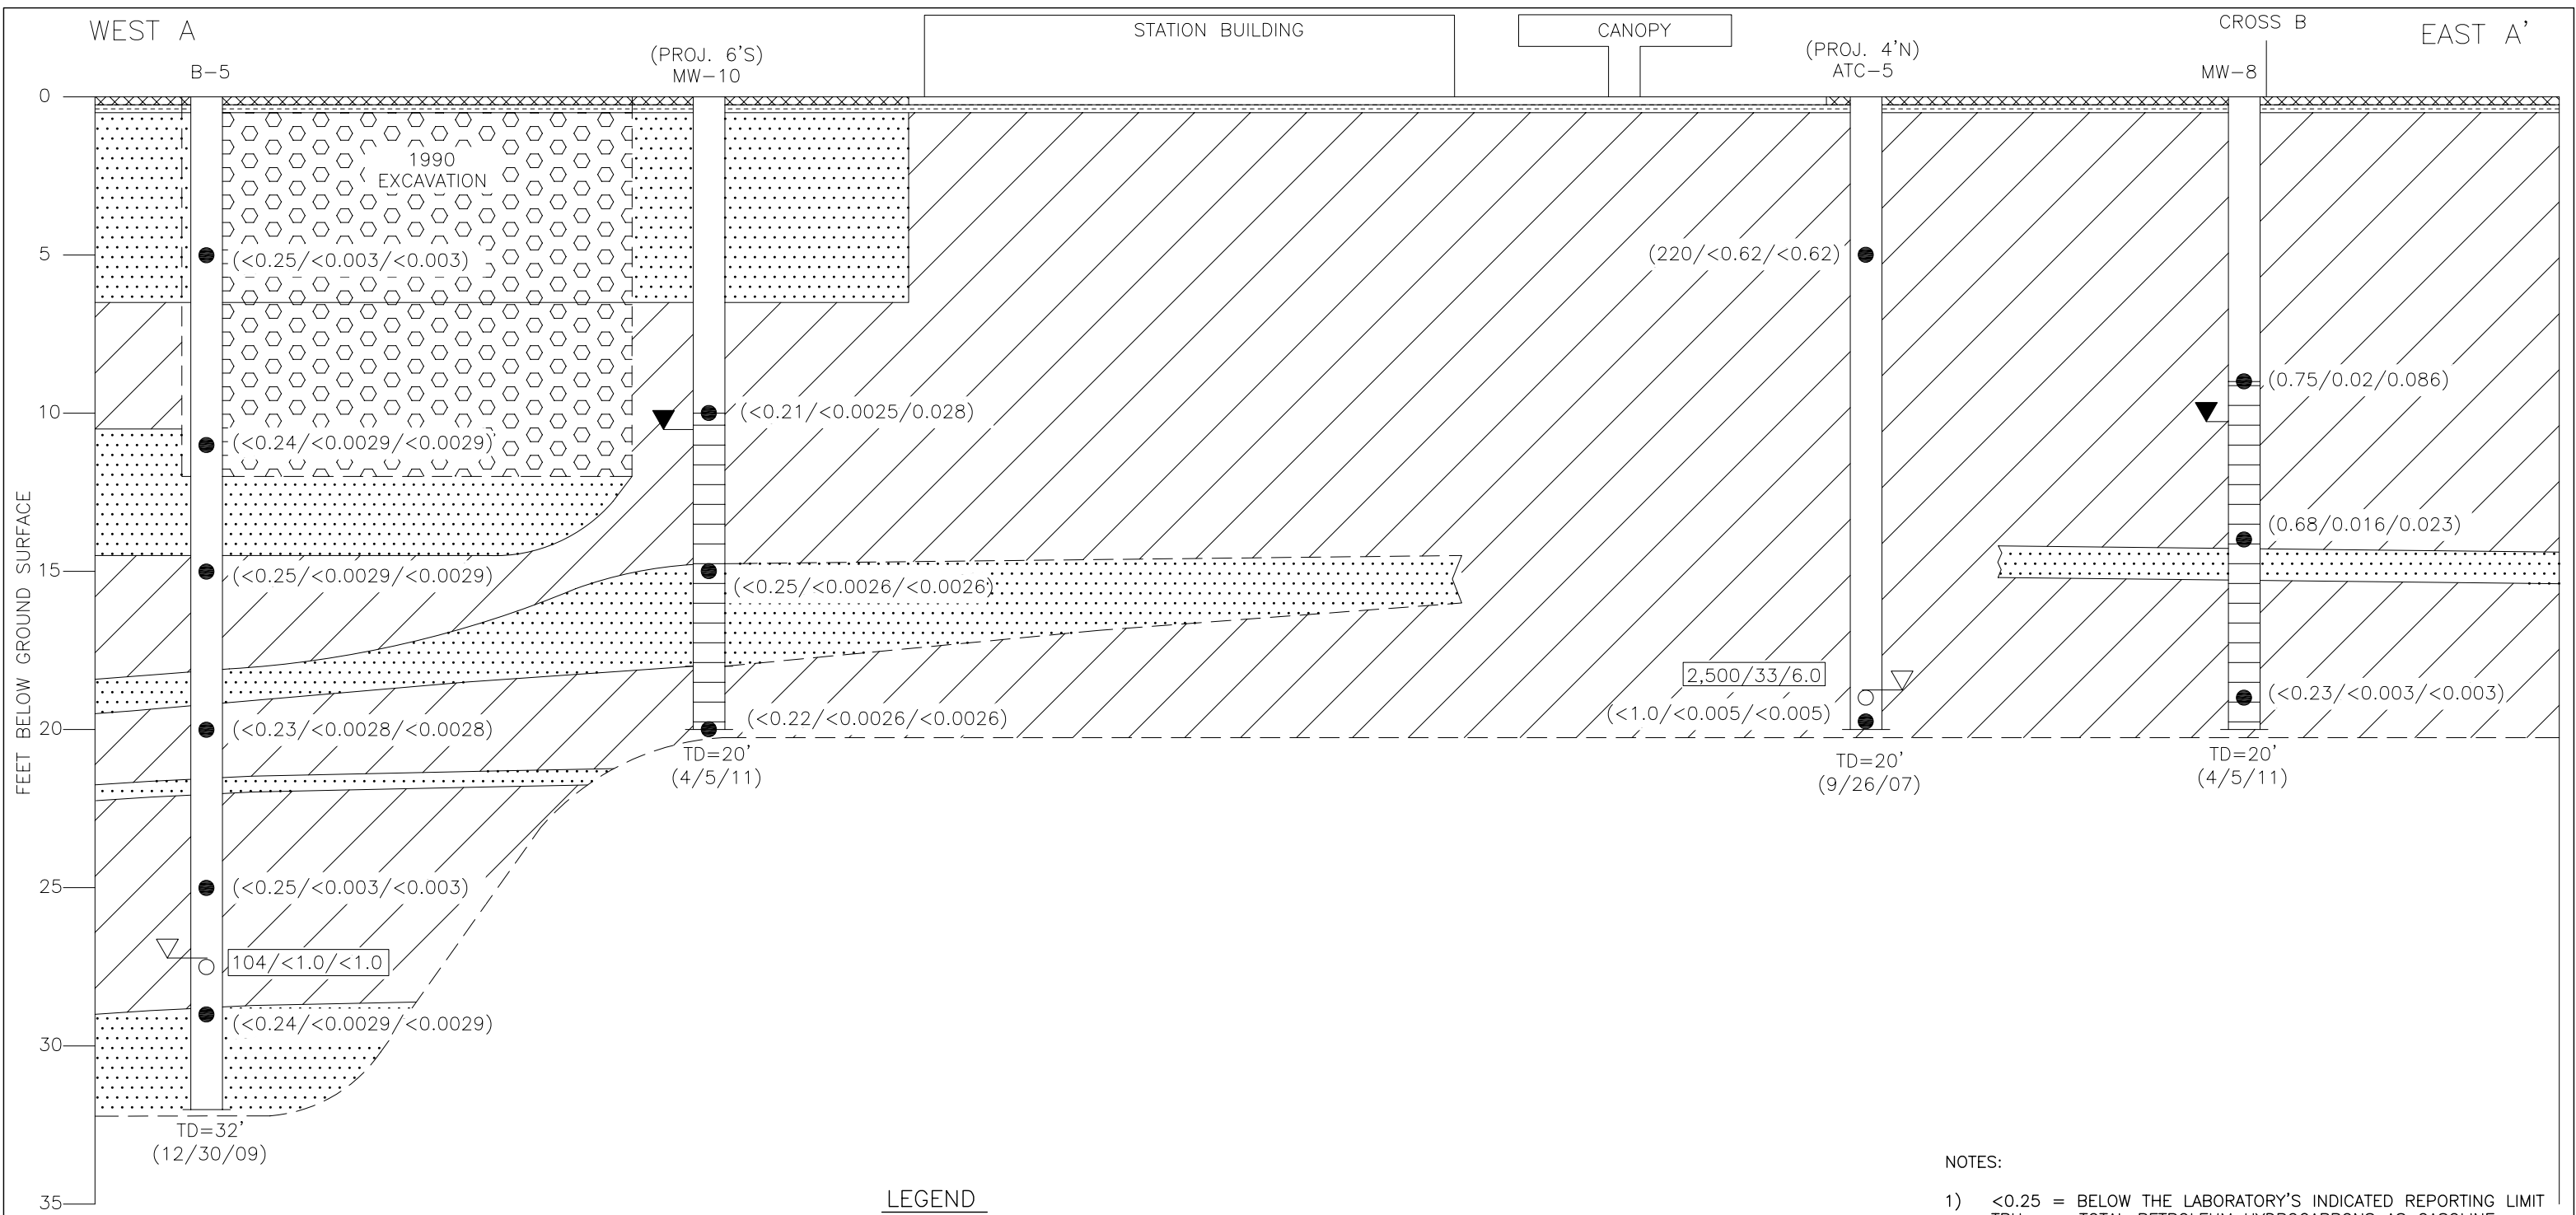 WEST A
B-5
(PROJ. 6'S)
MW-10
STATION BUILDING
CANOPY
(PROJ. 4'N)
ATC-5
CROSS B
MW-8
EAST A'
0
5
10
15
20
25
30
35
FEET BELOW GROUND SURFACE
1990
EXCAVATION
(<0.25/<0.003/<0.003)
(<0.24/<0.0029/<0.0029)
(<0.25/<0.0029/<0.0029)
(<0.23/<0.0028/<0.0028)
(<0.25/<0.003/<0.003)
104/<1.0/<1.0
(<0.24/<0.0029/<0.0029)
TD=32'
(12/30/09)
(<0.21/<0.0025/0.028)
(<0.25/<0.0026/<0.0026)
(<0.22/<0.0026/<0.0026)
TD=20'
(4/5/11)
(220/<0.62/<0.62)
2,500/33/6.0
(<1.0/<0.005/<0.005)
TD=20'
(9/26/07)
(0.75/0.02/0.086)
(0.68/0.016/0.023)
(<0.23/<0.003/<0.003)
TD=20'
(4/5/11)
LEGEND
NOTES:
1) <0.25 = BELOW THE LABORATORY'S INDICATED REPORTING LIMIT